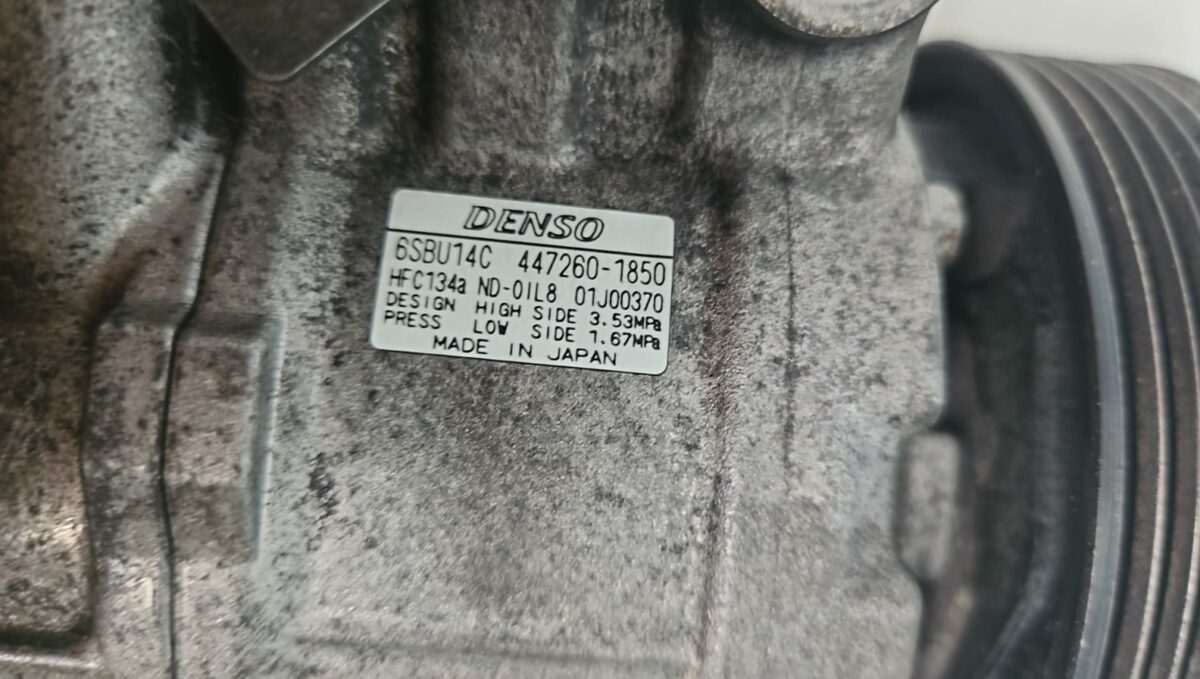 DENSO
6SBU14C 447260-1850
HFC134a ND-OIL8 01J00370
DESIGN HIGH SIDE 3.53MPa
PRESS LOW SIDE 1.67MPa
MADE IN JAPAN